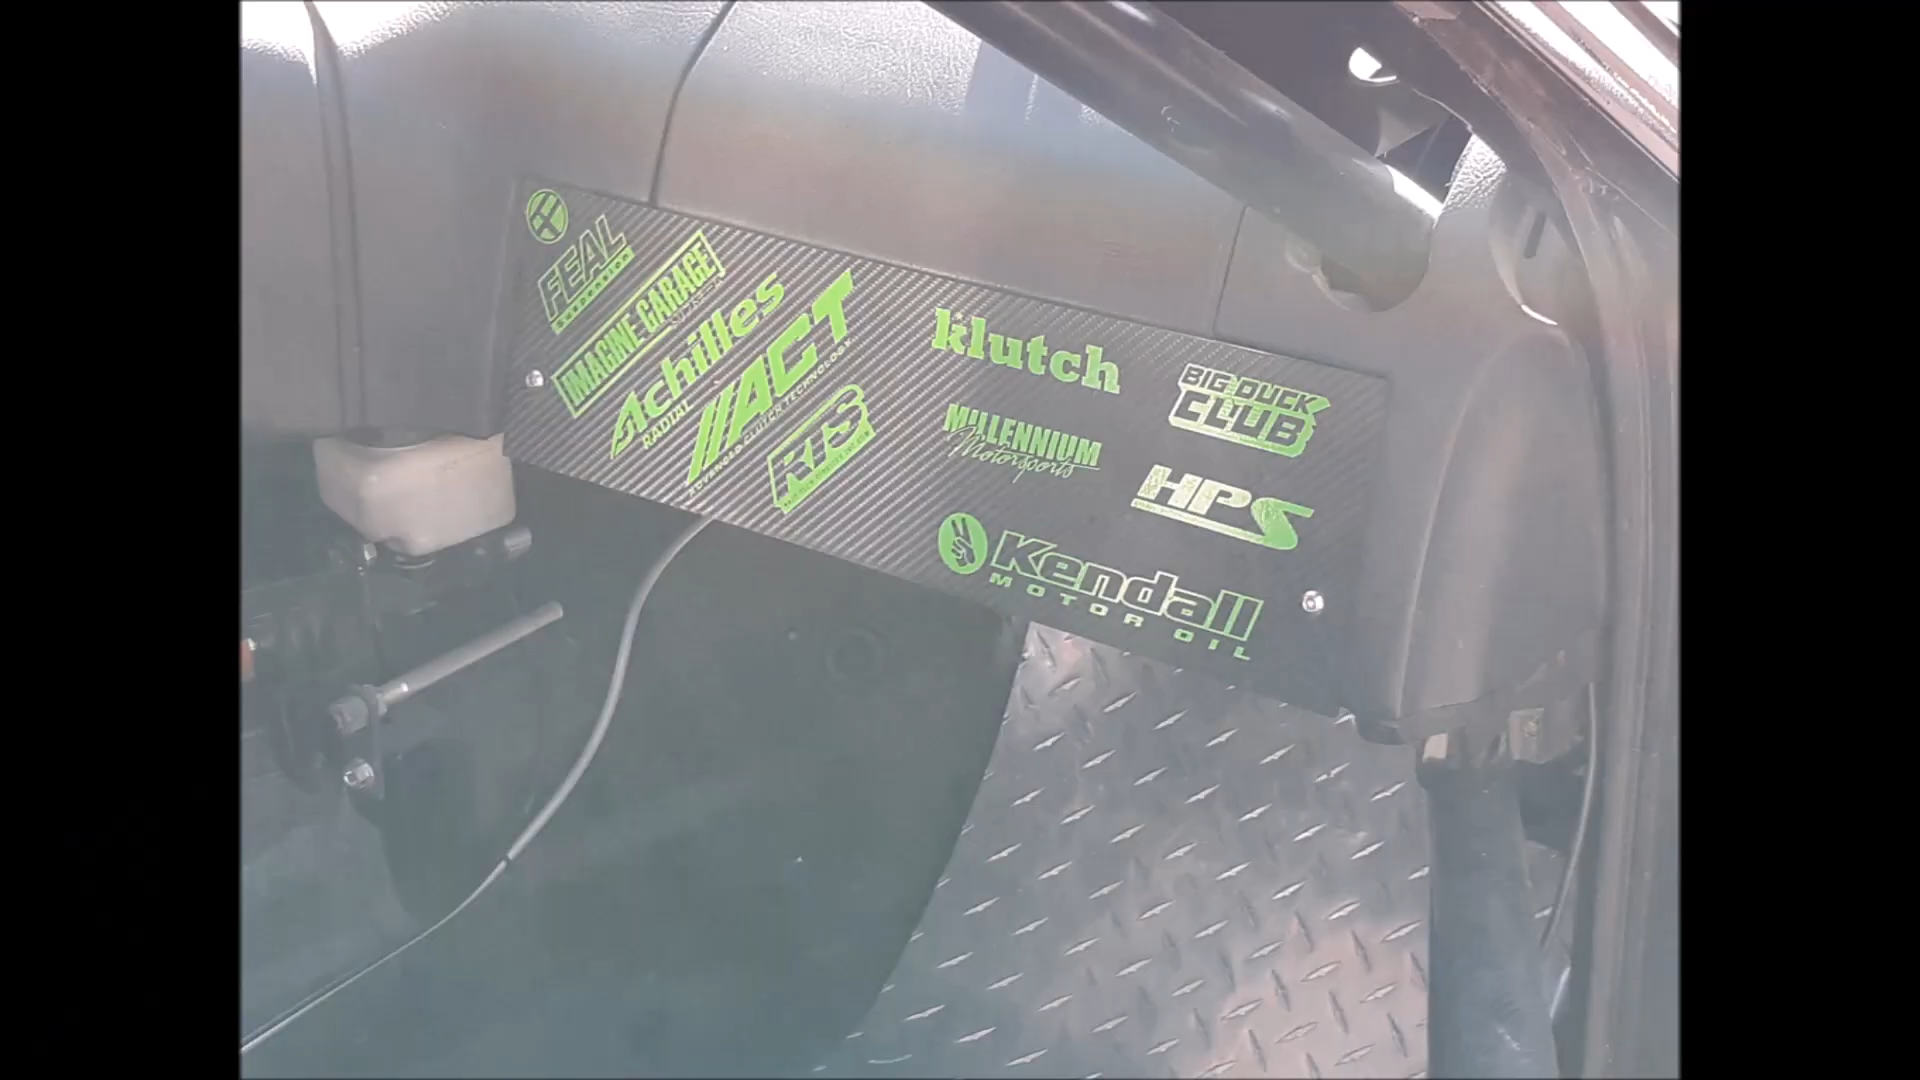 FEAL
SUSPENSION
IMAGINE GARAGE
Achilles
RADIAL
ACT
ADVANCED CLUTCH TECHNOLOGY
klutch
MILLENNIUM
Motorsports
BIG DUCK
CLUB
HPS
Kendall
MOTOR OIL